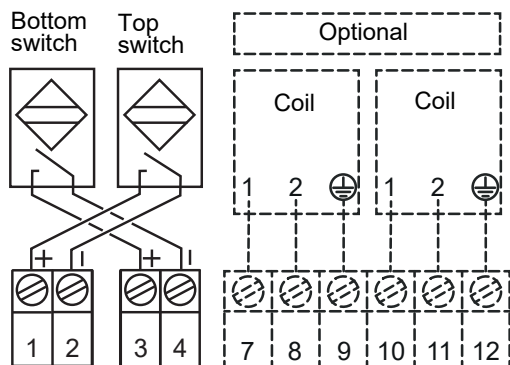 Bottom
switch
Top
switch
Optional
Coil
Coil
1 2
1 2
+ - + -
1 2 3 4 7 8 9 10 11 12